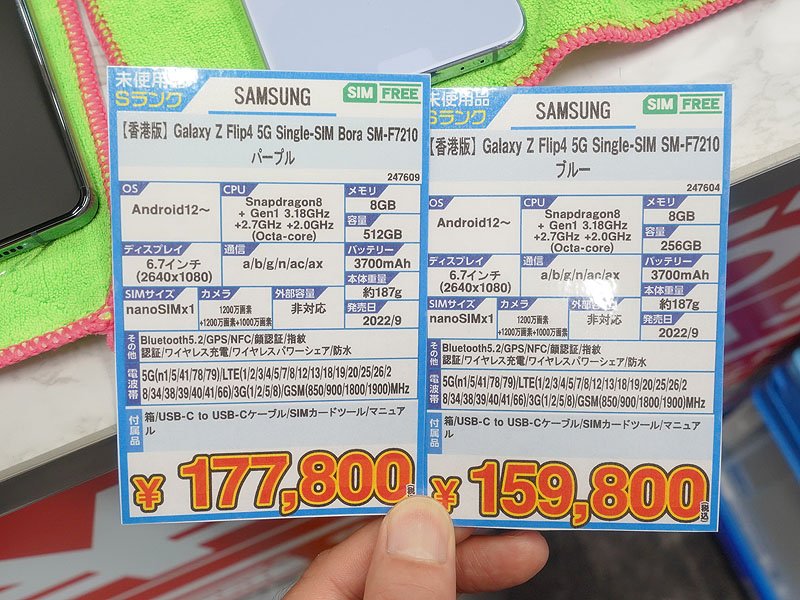 未使用品
Sランク
SAMSUNG
SIM FREE
【香港版】Galaxy Z Flip4 5G Single-SIM Bora SM-F7210
パープル
247609
OS
Android12～
CPU
Snapdragon8
+ Gen1 3.18GHz
+2.7GHz +2.0GHz
(Octa-core)
メモリ
8GB
容量
512GB
ディスプレイ
6.7インチ
(2640x1080)
通信
a/b/g/n/ac/ax
バッテリー
3700mAh
本体重量
約187g
SIMサイズ
nanoSIMx1
カメラ
1200万画素
+1200万画素+1000万画素
外部容量
非対応
発売日
2022/9
その他
Bluetooth5.2/GPS/NFC/顔認証/指紋
認証/ワイヤレス充電/ワイヤレスパワーシェア/防水
電波帯
5G(n1/5/41/78/79)/LTE(1/2/3/4/5/7/8/12/13/18/19/20/25/26/2
8/34/38/39/40/41/66)/3G(1/2/5/8)/GSM(850/900/1800/1900)MHz
付属品
箱/USB-C to USB-Cケーブル/SIMカードツール/マニュア
ル
¥ 177,800
未使用品
Sランク
SAMSUNG
SIM FREE
【香港版】Galaxy Z Flip4 5G Single-SIM SM-F7210
ブルー
247604
OS
Android12～
CPU
Snapdragon8
+ Gen1 3.18GHz
+2.7GHz +2.0GHz
(Octa-core)
メモリ
8GB
容量
256GB
ディスプレイ
6.7インチ
(2640x1080)
通信
a/b/g/n/ac/ax
バッテリー
3700mAh
本体重量
約187g
SIMサイズ
nanoSIMx1
カメラ
1200万画素
+1200万画素+1000万画素
外部容量
非対応
発売日
2022/9
その他
Bluetooth5.2/GPS/NFC/顔認証/指紋
認証/ワイヤレス充電/ワイヤレスパワーシェア/防水
電波帯
5G(n1/5/41/78/79)/LTE(1/2/3/4/5/7/8/12/13/18/19/20/25/26/2
8/34/38/39/40/41/66)/3G(1/2/5/8)/GSM(850/900/1800/1900)MHz
付属品
箱/USB-C to USB-Cケーブル/SIMカードツール/マニュア
ル
¥ 159,800
(税込)